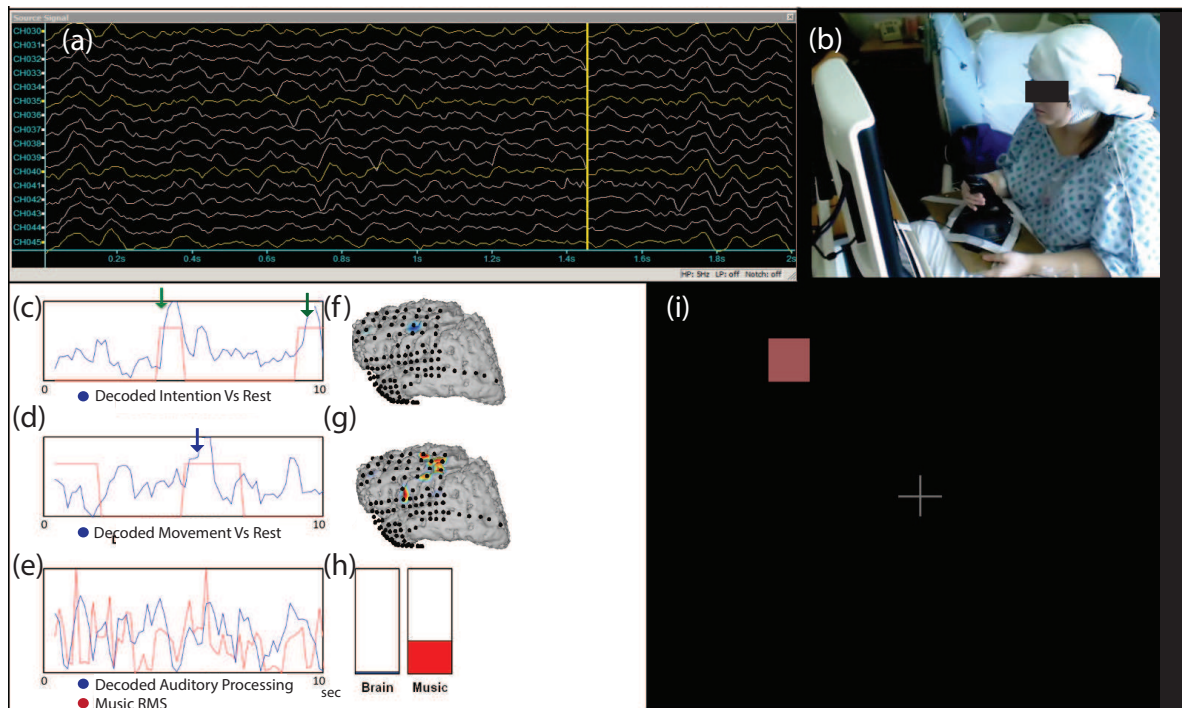 Source Signal
(a)
CH030
CH031
CH032
CH033
CH034
CH035
CH036
CH037
CH038
CH039
CH040
CH041
CH042
CH043
CH044
CH045
0.2s 0.4s 0.6s 0.8s 1s 1.2s 1.4s 1.6s 1.8s 2s
HP: 5Hz LP: off Notch: off
(b)
(c)
0 10
Decoded Intention Vs Rest
(d)
0 10
Decoded Movement Vs Rest
(e)
0 10
sec
Decoded Auditory Processing
Music RMS
(f)
(g)
(h)
Brain Music
(i)